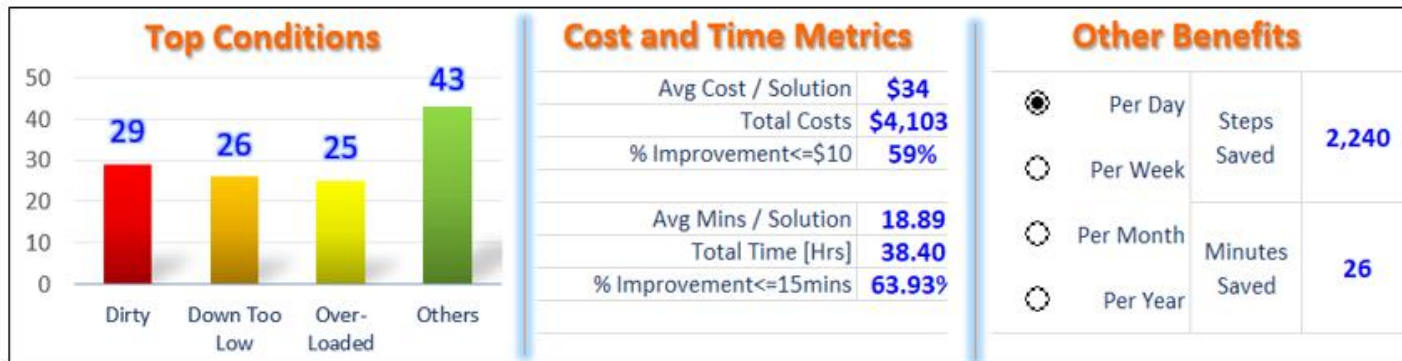 Top Conditions
50
40
30
20
10
0
29
26
25
43
Dirty
Down Too
Low
Over-
Loaded
Others
Cost and Time Metrics
Avg Cost / Solution $34
Total Costs $4,103
% Improvement<=$10 59%
Avg Mins / Solution 18.89
Total Time [Hrs] 38.40
% Improvement<=15mins 63.93%
Other Benefits
Per Day
Per Week
Per Month
Per Year
Steps
Saved
2,240
Minutes
Saved
26